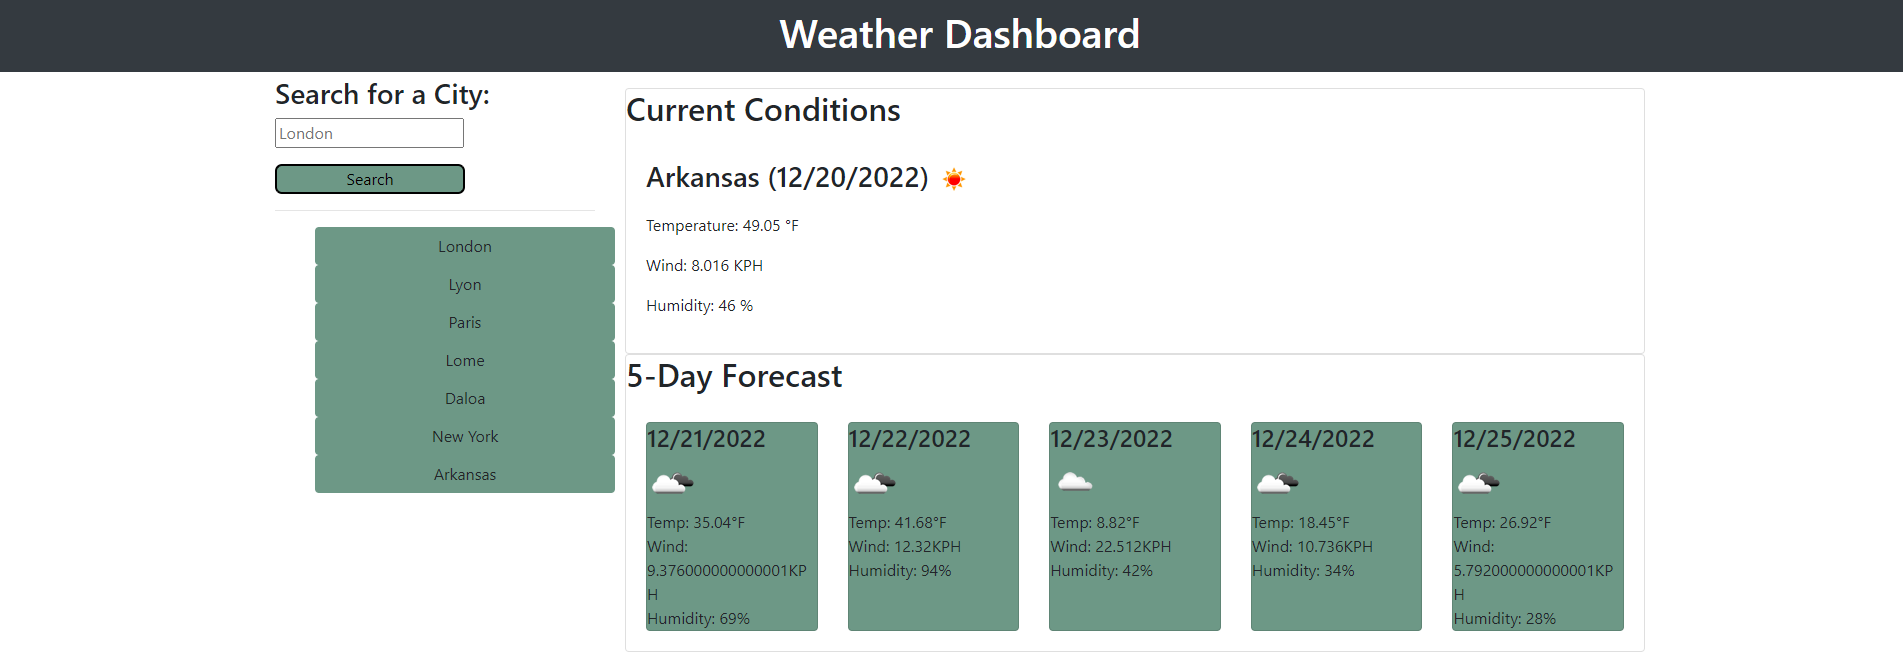 Weather Dashboard
Search for a City:
London
Search
London
Lyon
Paris
Lome
Daloa
New York
Arkansas
Current Conditions
Arkansas (12/20/2022)
Temperature: 49.05 °F
Wind: 8.016 KPH
Humidity: 46 %
5-Day Forecast
12/21/2022
Temp: 35.04°F
Wind:
9.376000000000001KP
H
Humidity: 69%
12/22/2022
Temp: 41.68°F
Wind: 12.32KPH
Humidity: 94%
12/23/2022
Temp: 8.82°F
Wind: 22.512KPH
Humidity: 42%
12/24/2022
Temp: 18.45°F
Wind: 10.736KPH
Humidity: 34%
12/25/2022
Temp: 26.92°F
Wind:
5.792000000000001KP
H
Humidity: 28%